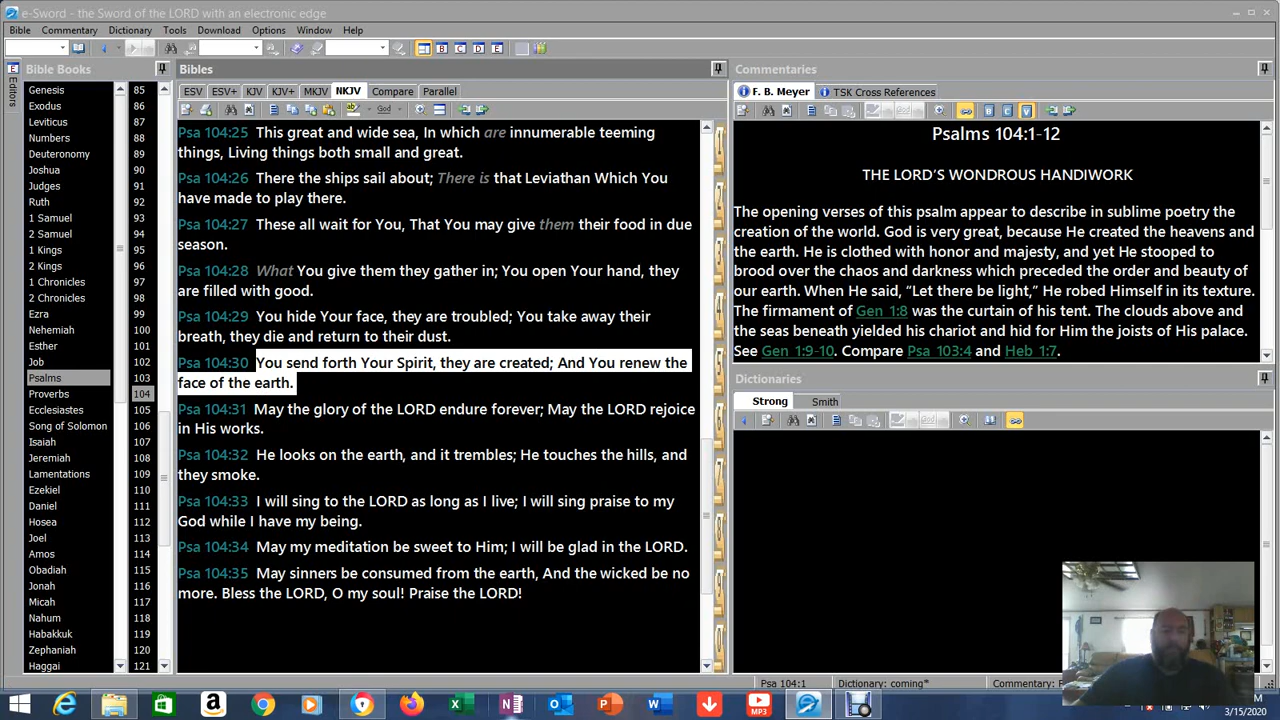 e-Sword - the Sword of the LORD with an electronic edge
Bible Commentary Dictionary Tools Download Options Window Help
B C D E
Editors
Bible Books
Genesis
Exodus
Leviticus
Numbers
Deuteronomy
Joshua
Judges
Ruth
1 Samuel
2 Samuel
1 Kings
2 Kings
1 Chronicles
2 Chronicles
Ezra
Nehemiah
Esther
Job
Psalms
Proverbs
Ecclesiastes
Song of Solomon
Isaiah
Jeremiah
Lamentations
Ezekiel
Daniel
Hosea
Joel
Amos
Obadiah
Jonah
Micah
Nahum
Habakkuk
Zephaniah
Haggai
85
86
87
88
89
90
91
92
93
94
95
96
97
98
99
100
101
102
103
104
105
106
107
108
109
110
111
112
113
114
115
116
117
118
119
120
121
Bibles
ESV ESV+ KJV KJV+ MKJV NKJV Compare Parallel
God
Psa 104:25 This great and wide sea, In which are innumerable teeming
things, Living things both small and great.
Psa 104:26 There the ships sail about; There is that Leviathan Which You
have made to play there.
Psa 104:27 These all wait for You, That You may give them their food in due
season.
Psa 104:28 What You give them they gather in; You open Your hand, they
are filled with good.
Psa 104:29 You hide Your face, they are troubled; You take away their
breath, they die and return to their dust.
Psa 104:30 You send forth Your Spirit, they are created; And You renew the
face of the earth.
Psa 104:31 May the glory of the LORD endure forever; May the LORD rejoice
in His works.
Psa 104:32 He looks on the earth, and it trembles; He touches the hills, and
they smoke.
Psa 104:33 I will sing to the LORD as long as I live; I will sing praise to my
God while I have my being.
Psa 104:34 May my meditation be sweet to Him; I will be glad in the LORD.
Psa 104:35 May sinners be consumed from the earth, And the wicked be no
more. Bless the LORD, O my soul! Praise the LORD!
Commentaries
F. B. Meyer TSK Cross References
Psalms 104:1-12
THE LORD’S WONDROUS HANDIWORK
The opening verses of this psalm appear to describe in sublime poetry the
creation of the world. God is very great, because He created the heavens and
the earth. He is clothed with honor and majesty, and yet He stooped to
brood over the chaos and darkness which preceded the order and beauty of
our earth. When He said, “Let there be light,” He robed Himself in its texture.
The firmament of Gen 1:8 was the curtain of his tent. The clouds above and
the seas beneath yielded his chariot and hid for Him the joists of His palace.
See Gen 1:9-10. Compare Psa 103:4 and Heb 1:7.
Dictionaries
Strong Smith
Psa 104:1 Dictionary: coming* Commentary:
MP3
3/15/2020